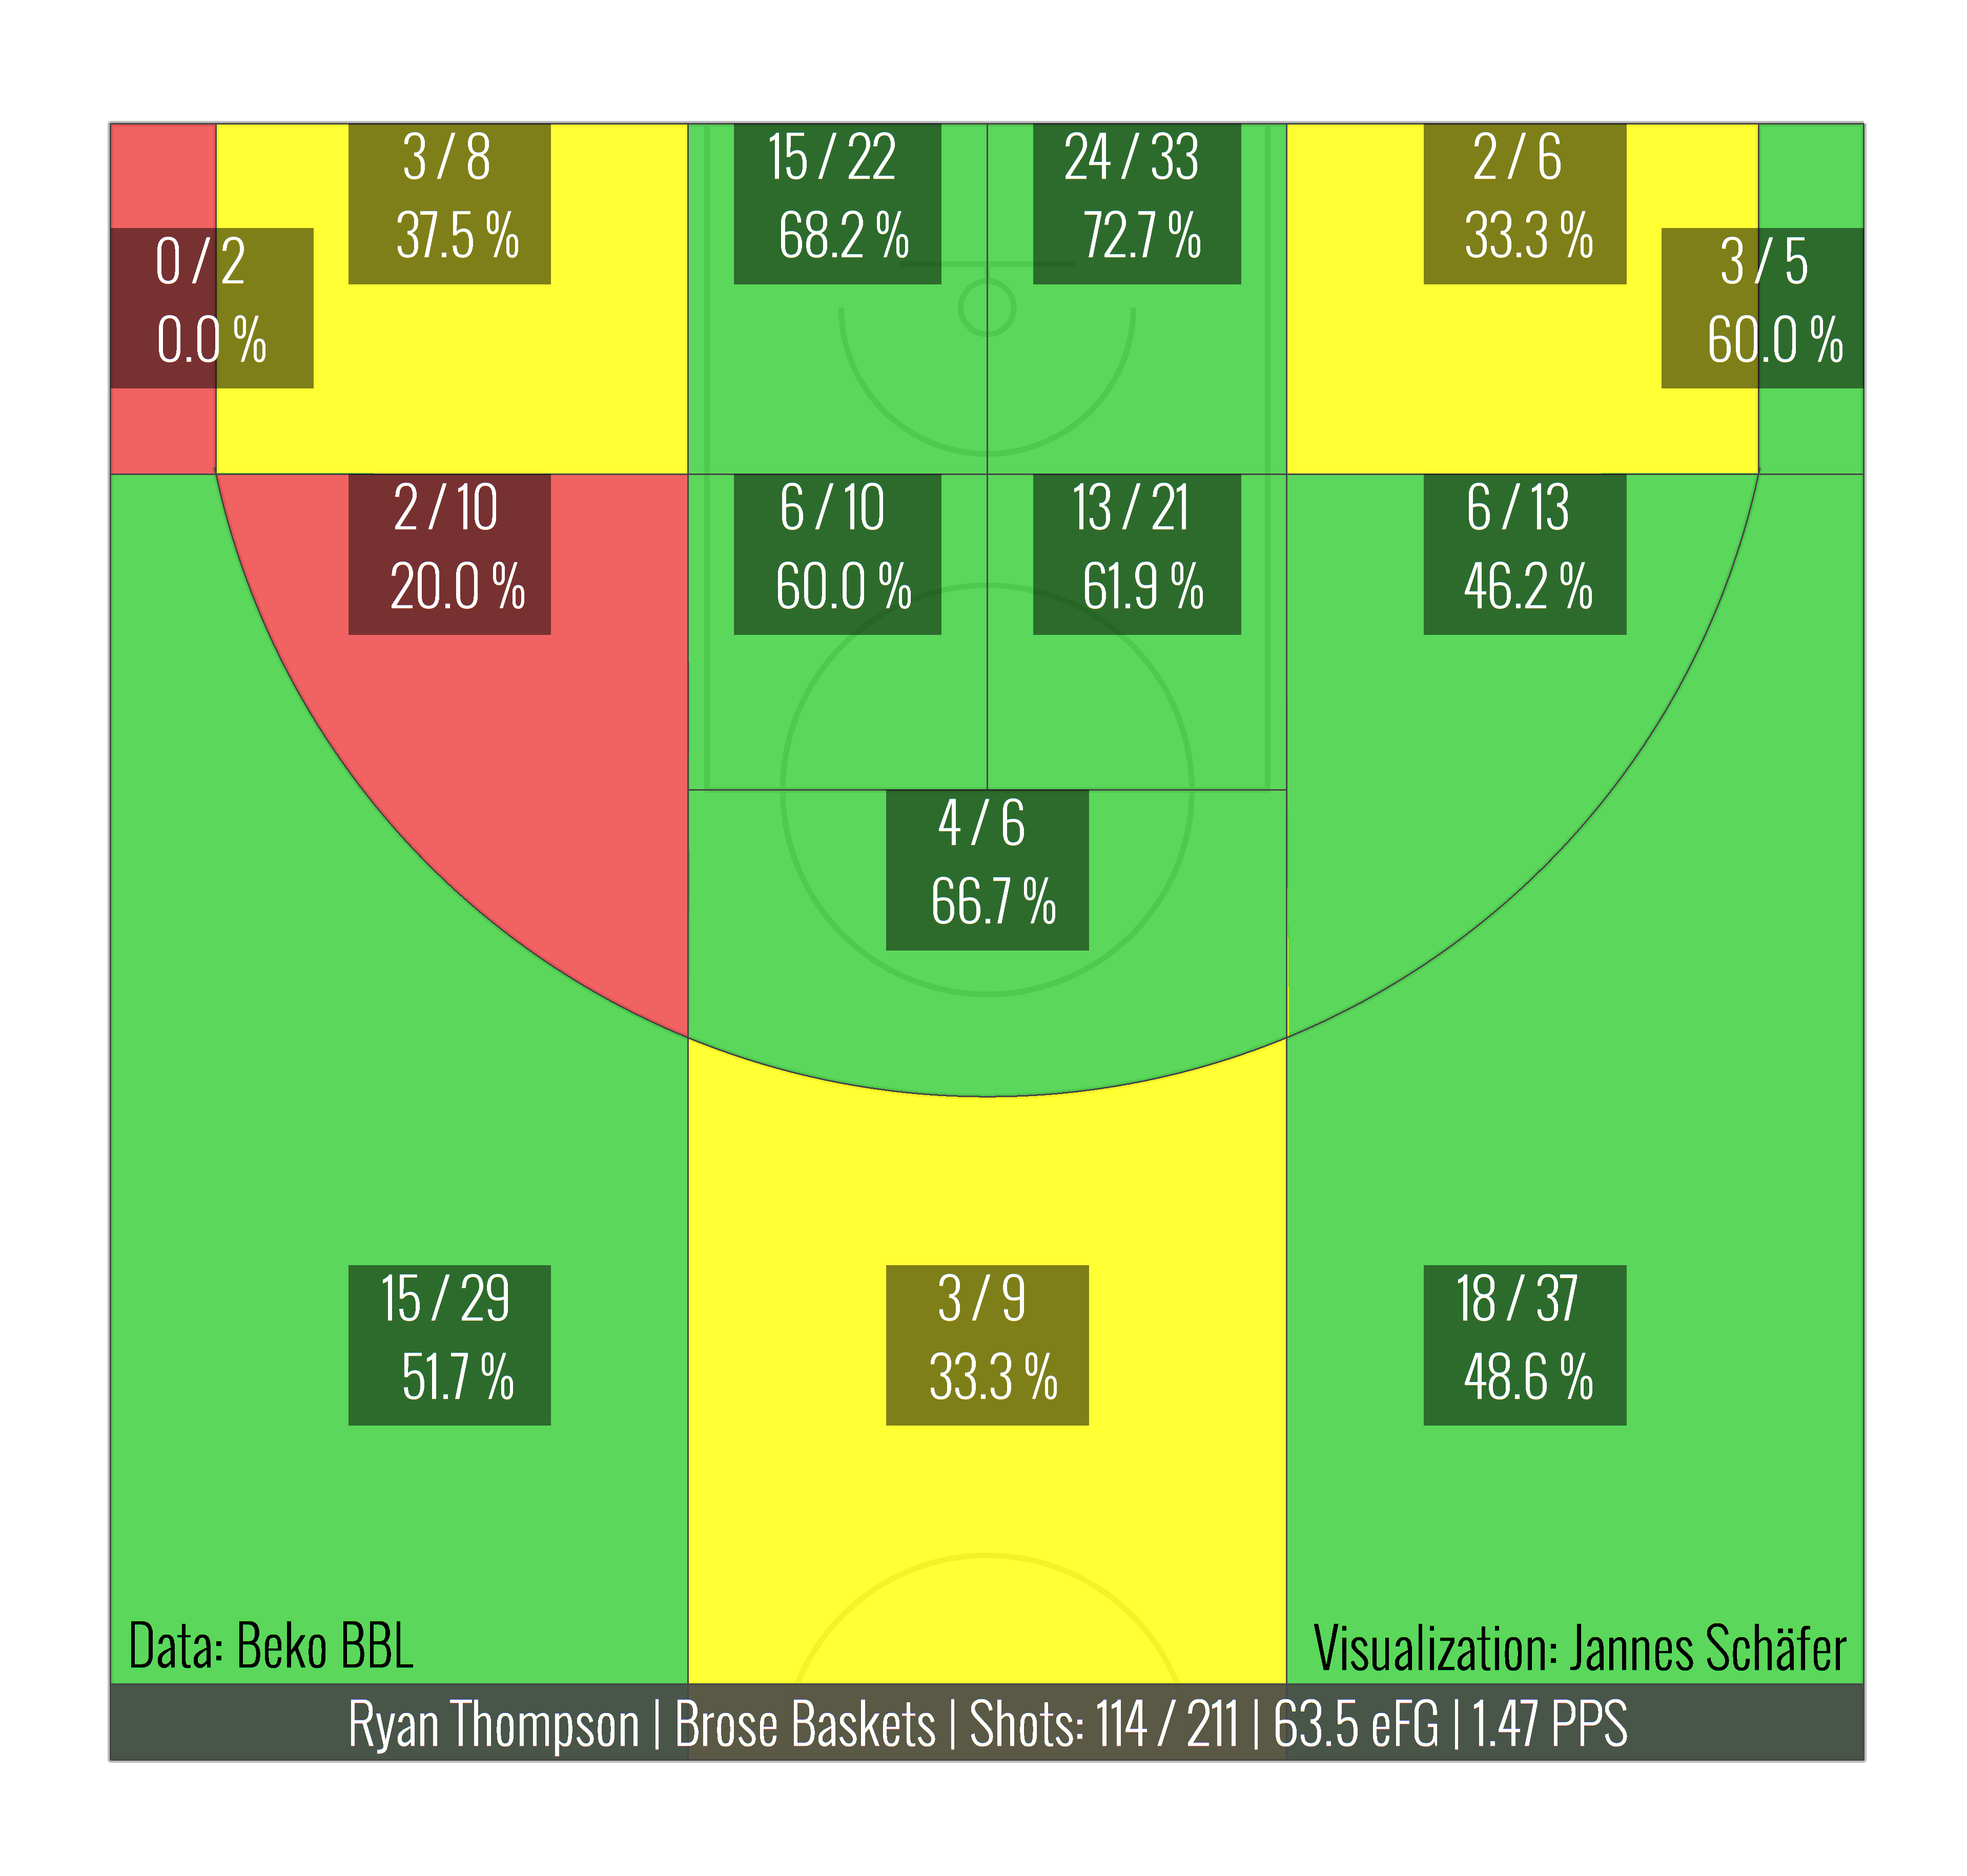 3 / 8
37.5 %
15 / 22
68.2 %
24 / 33
72.7 %
2 / 6
33.3 %
0 / 2
0.0 %
3 / 5
60.0 %
2 / 10
20.0 %
6 / 10
60.0 %
13 / 21
61.9 %
6 / 13
46.2 %
4 / 6
66.7 %
15 / 29
51.7 %
3 / 9
33.3 %
18 / 37
48.6 %
Data: Beko BBL
Visualization: Jannes Schäfer
Ryan Thompson | Brose Baskets | Shots: 114 / 211 | 63.5 eFG | 1.47 PPS